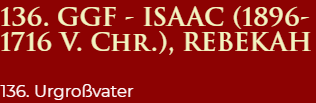 136. GGF - ISAAC (1896-
1716 V. CHR.), REBEKAH
136. Urgroßvater